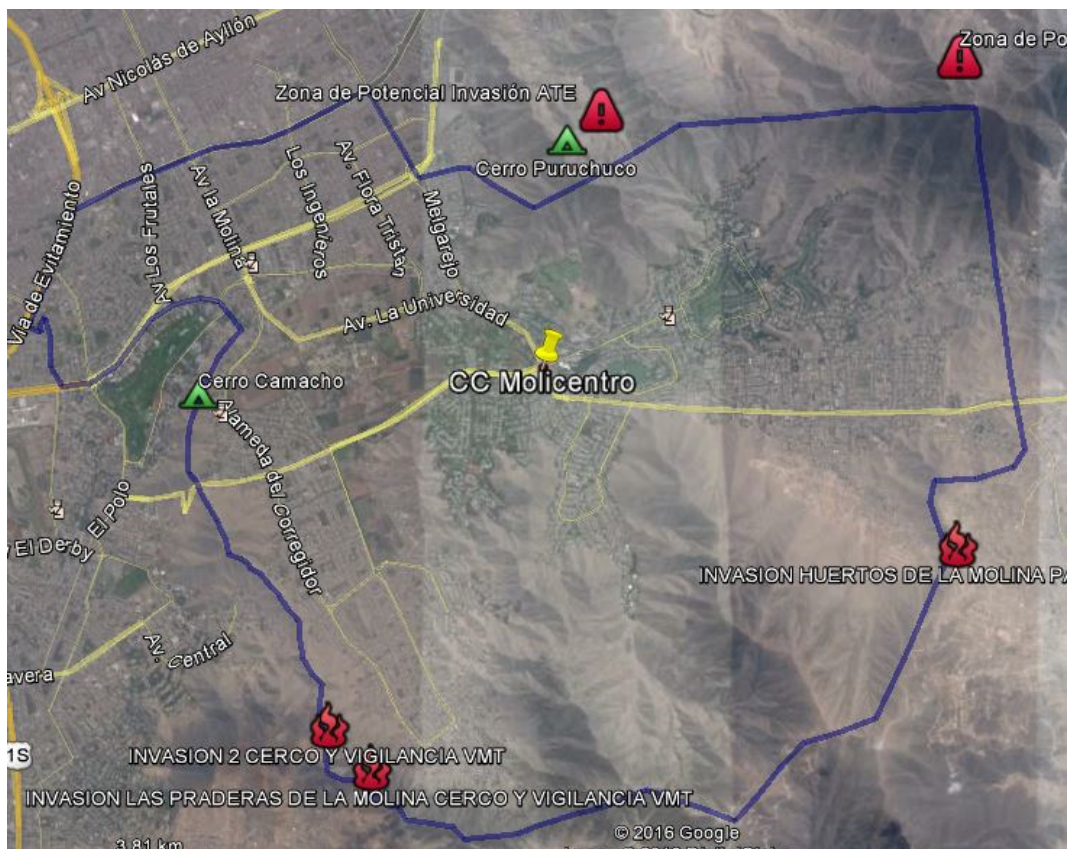 Zona de Po
Av Nicolás de Ayllón
Zona de Potencial Invasión ATE
Cerro Puruchuco
Vía de Evitamiento
Av Los Frutales
Av la Molina
Los Ingenieros
Av. Flora Tristan
Melgarejo
Av. La Universidad
CC Molicentro
Cerro Camacho
Alameda del Corregidor
El Polo
El Derby
INVASION HUERTOS DE LA MOLINA PA
Av. Central
avera
1S
INVASION 2 CERCO Y VIGILANCIA VMT
INVASION LAS PRADERAS DE LA MOLINA CERCO Y VIGILANCIA VMT
3.81 km
© 2016 Google